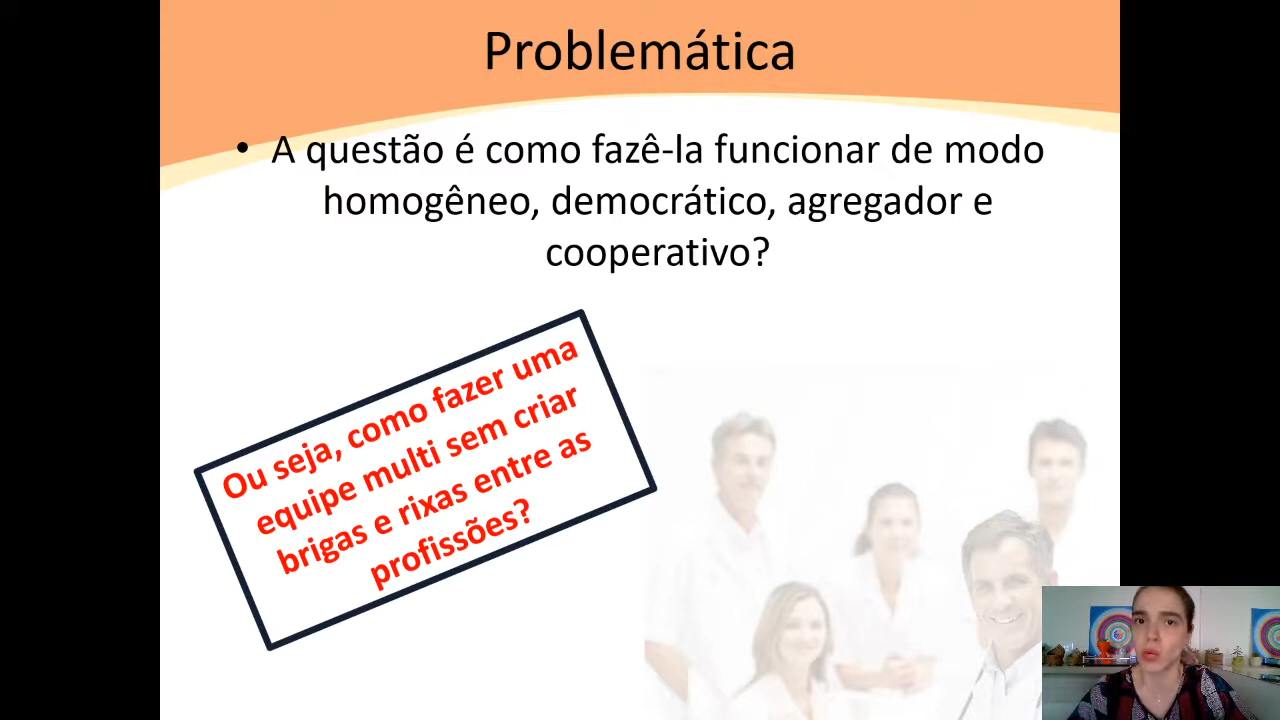 Problemática
• A questão é como fazê-la funcionar de modo
homogêneo, democrático, agregador e
cooperativo?
Ou seja, como fazer uma
equipe multi sem criar
brigas e rixas entre as
profissões?